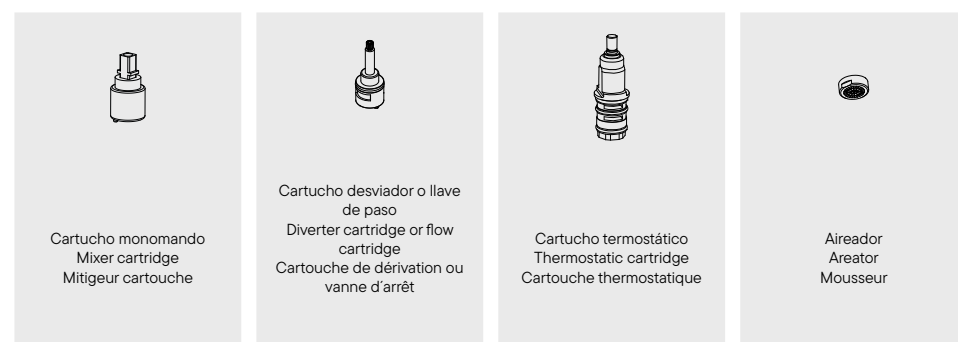 Cartucho monomando
Mixer cartridge
Mitigeur cartouche
Cartucho desviador o llave
de paso
Diverter cartridge or flow
cartridge
Cartouche de dérivation ou
vanne d´arrêt
Cartucho termostático
Thermostatic cartridge
Cartouche thermostatique
Aireador
Areator
Mousseur